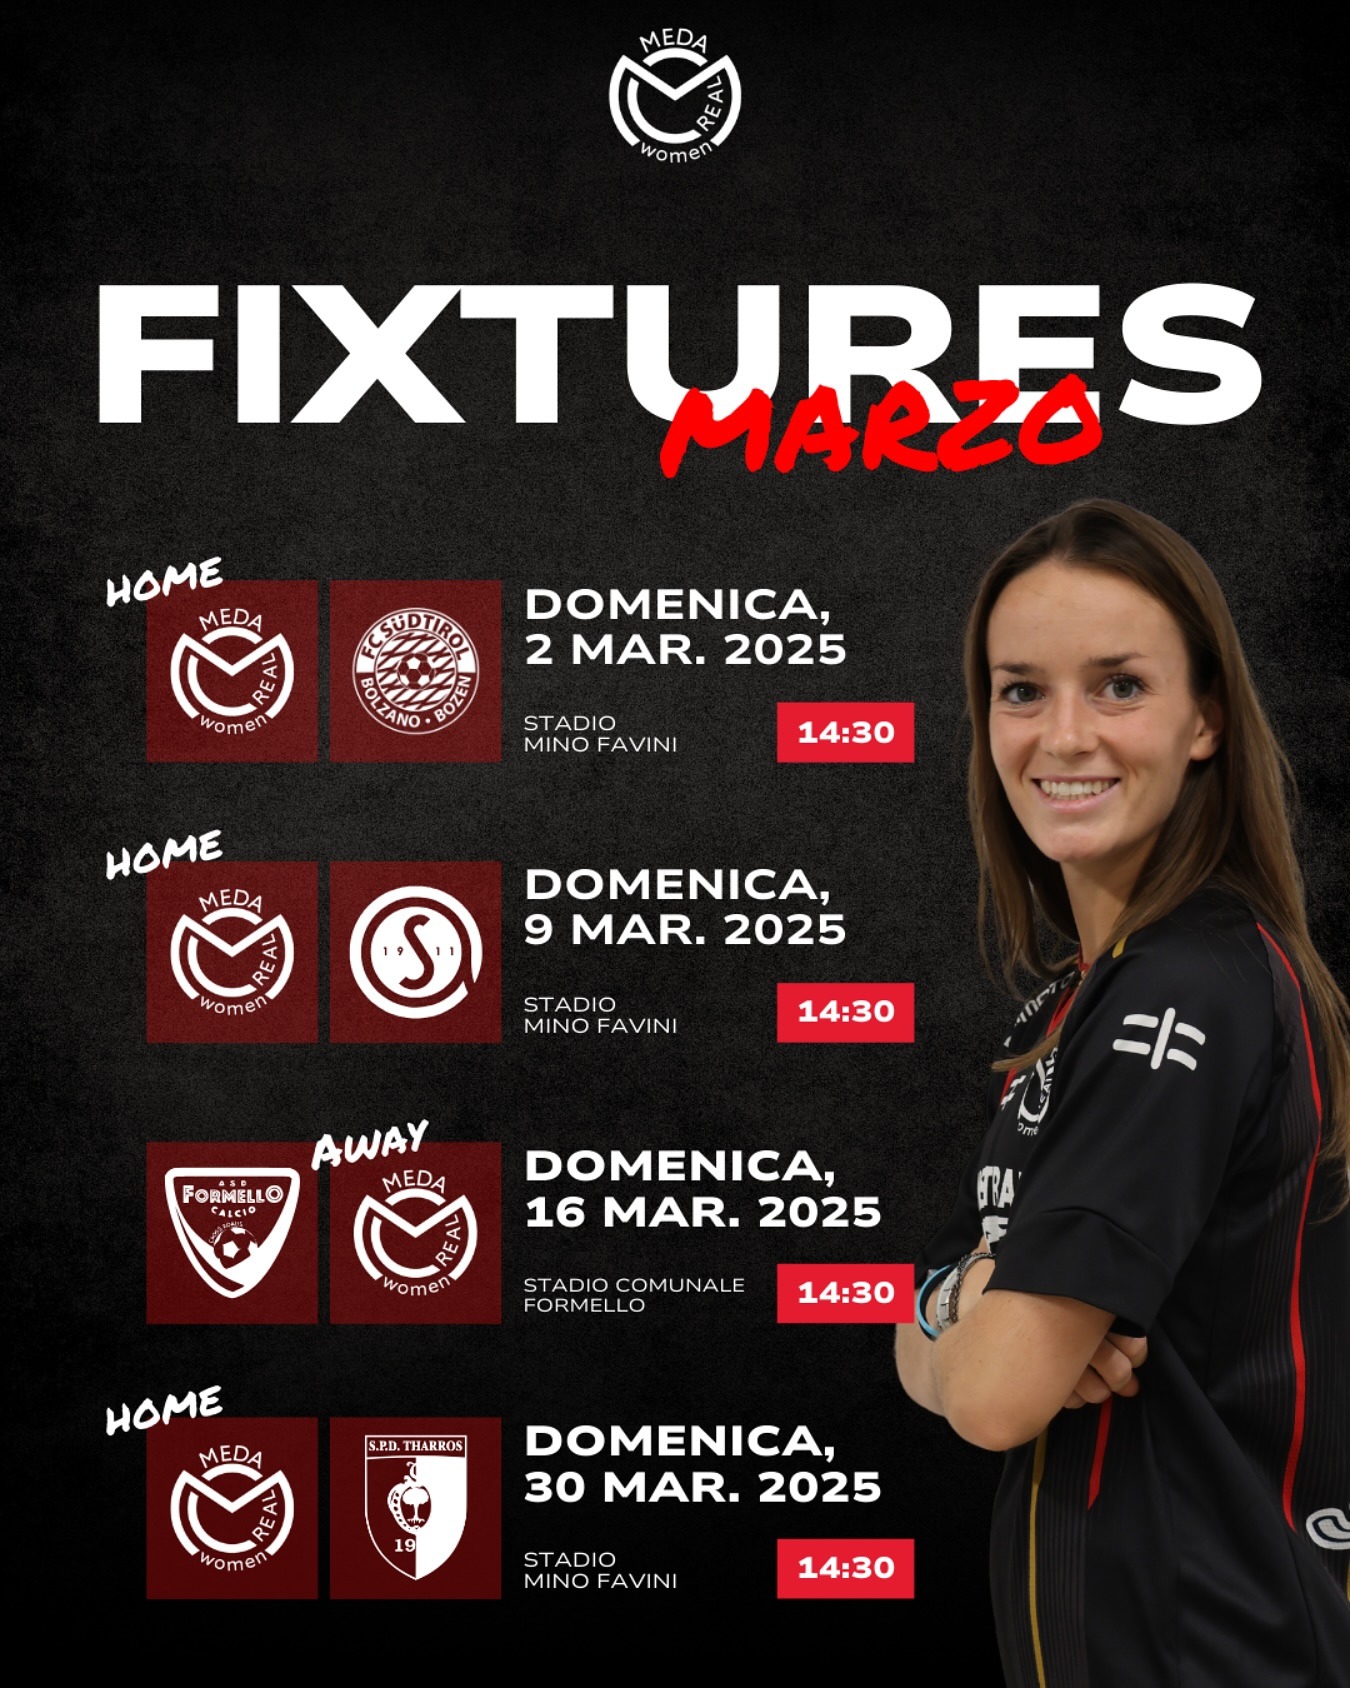 MEDA
REAL
women
FIXTURES
MARZO
HOME
MEDA
REAL
women
FC SÜDTIROL
BOLZANO • BOZEN
DOMENICA,
2 MAR. 2025
STADIO
MINO FAVINI
14:30
HOME
MEDA
REAL
women
1911
DOMENICA,
9 MAR. 2025
STADIO
MINO FAVINI
14:30
AWAY
ASD
FORMELLO
CALCIO
MEDA
REAL
women
DOMENICA,
16 MAR. 2025
STADIO COMUNALE
FORMELLO
14:30
HOME
MEDA
REAL
women
S.P.D. THARROS
19
DOMENICA,
30 MAR. 2025
STADIO
MINO FAVINI
14:30